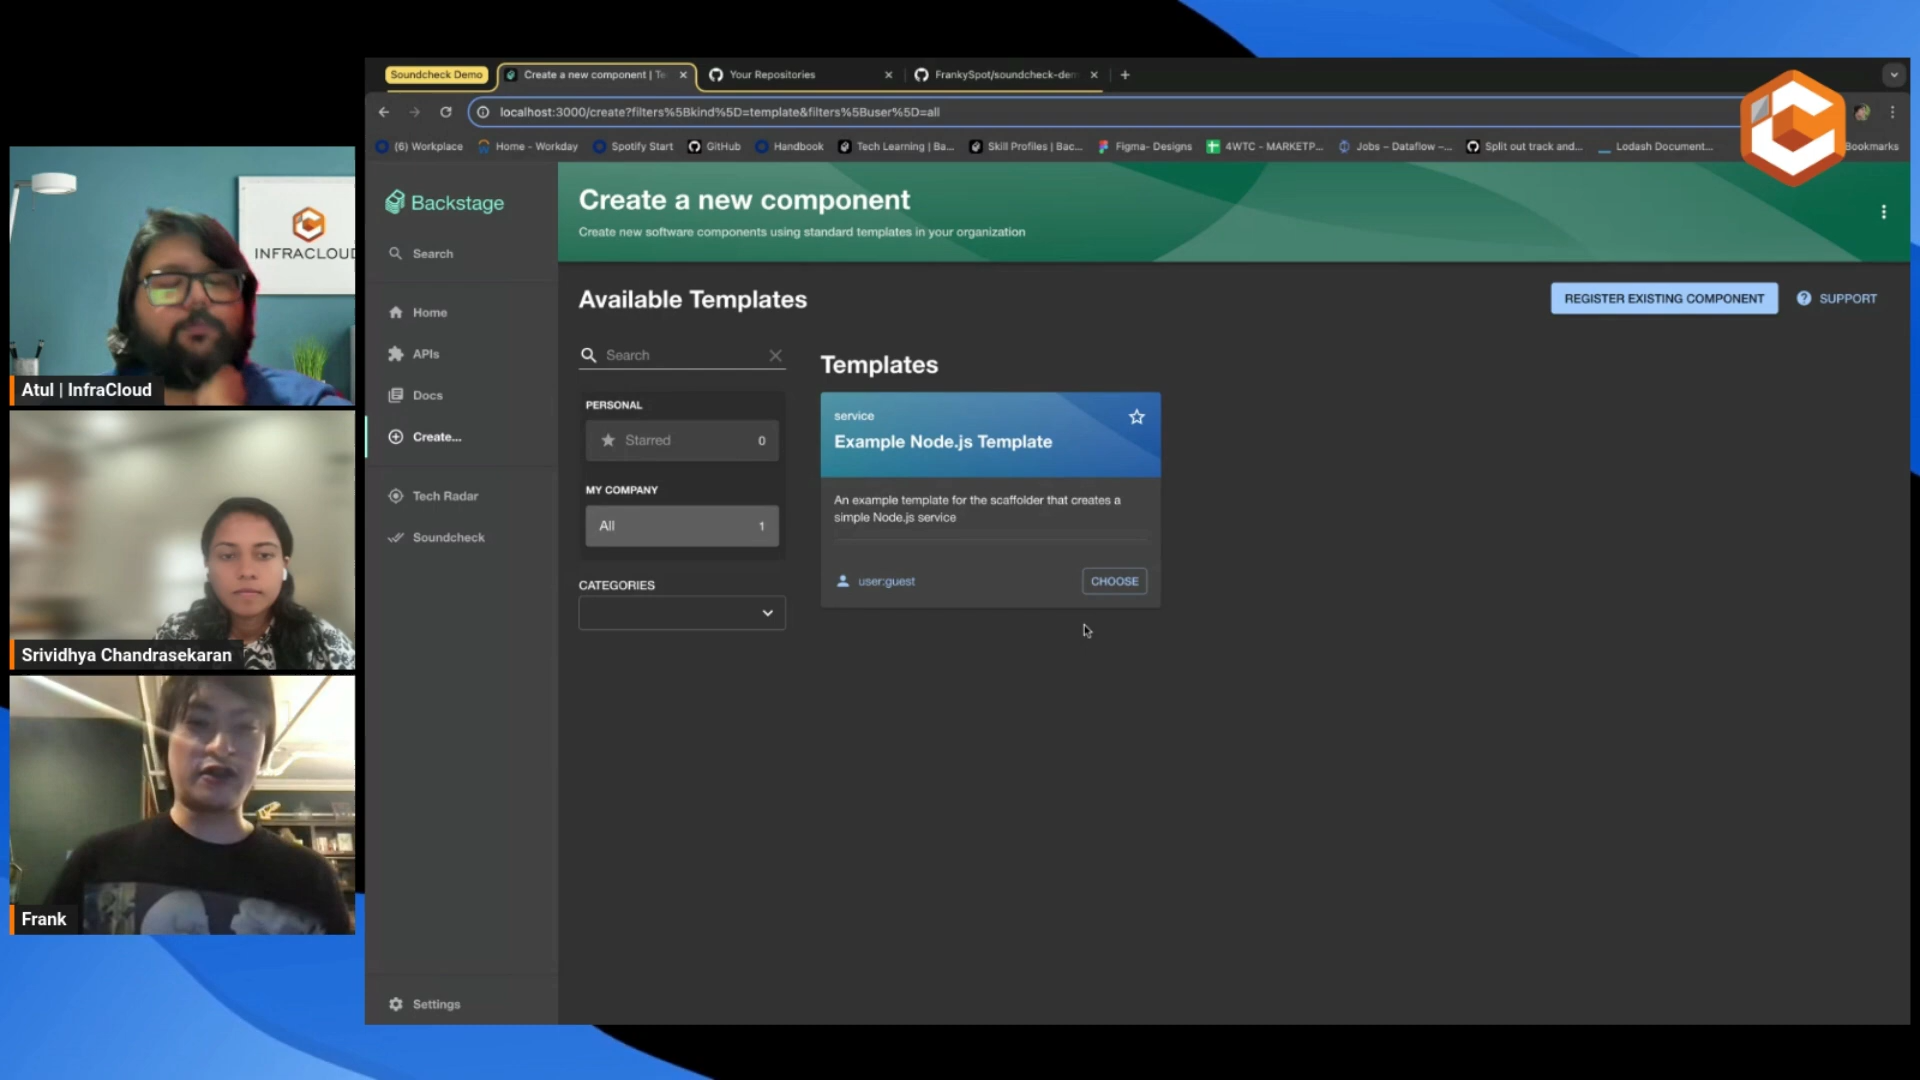 INFRACLOUD
Atul | InfraCloud
Srividhya Chandrasekaran
Frank
Soundcheck Demo
Create a new component | Te
Your Repositories
FrankySpot/soundcheck-dem
localhost:3000/create?filters%5Bkind%5D=template&filters%5Buser%5D=all
(6) Workplace
Home - Workday
Spotify Start
GitHub
Handbook
Tech Learning | Ba...
Skill Profiles | Bac...
Figma- Designs
4WTC - MARKETP...
Jobs – Dataflow –...
Split out track and...
Lodash Document...
Bookmarks
Backstage
Search
Home
APIs
Docs
Create...
Tech Radar
Soundcheck
Settings
Create a new component
Create new software components using standard templates in your organization
Available Templates
REGISTER EXISTING COMPONENT
SUPPORT
Search
PERSONAL
Starred 0
MY COMPANY
All 1
CATEGORIES
Templates
service
Example Node.js Template
An example template for the scaffolder that creates a
simple Node.js service
user:guest
CHOOSE